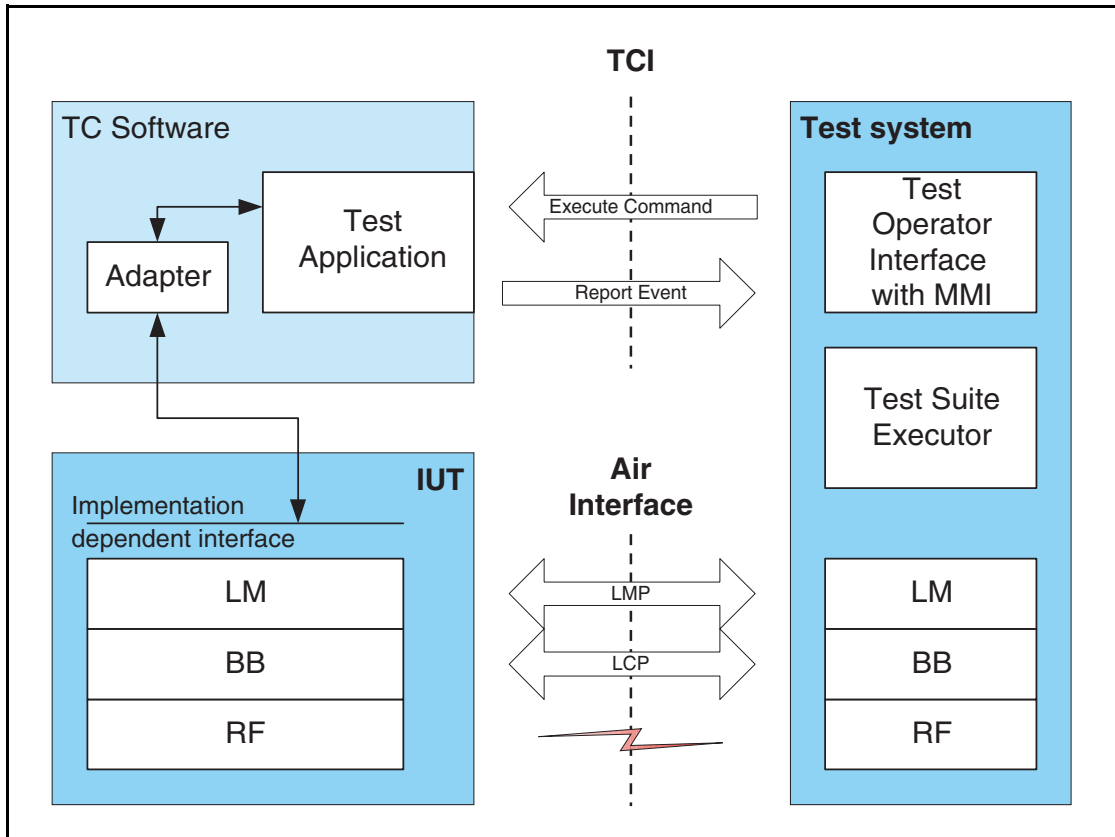 TCI
TC Software
Test
Application
Adapter
Execute Command
Report Event
Test system
Test
Operator
Interface
with MMI
Test Suite
Executor
IUT
Implementation
dependent interface
LM
BB
RF
Air
Interface
LMP
LCP
LM
BB
RF